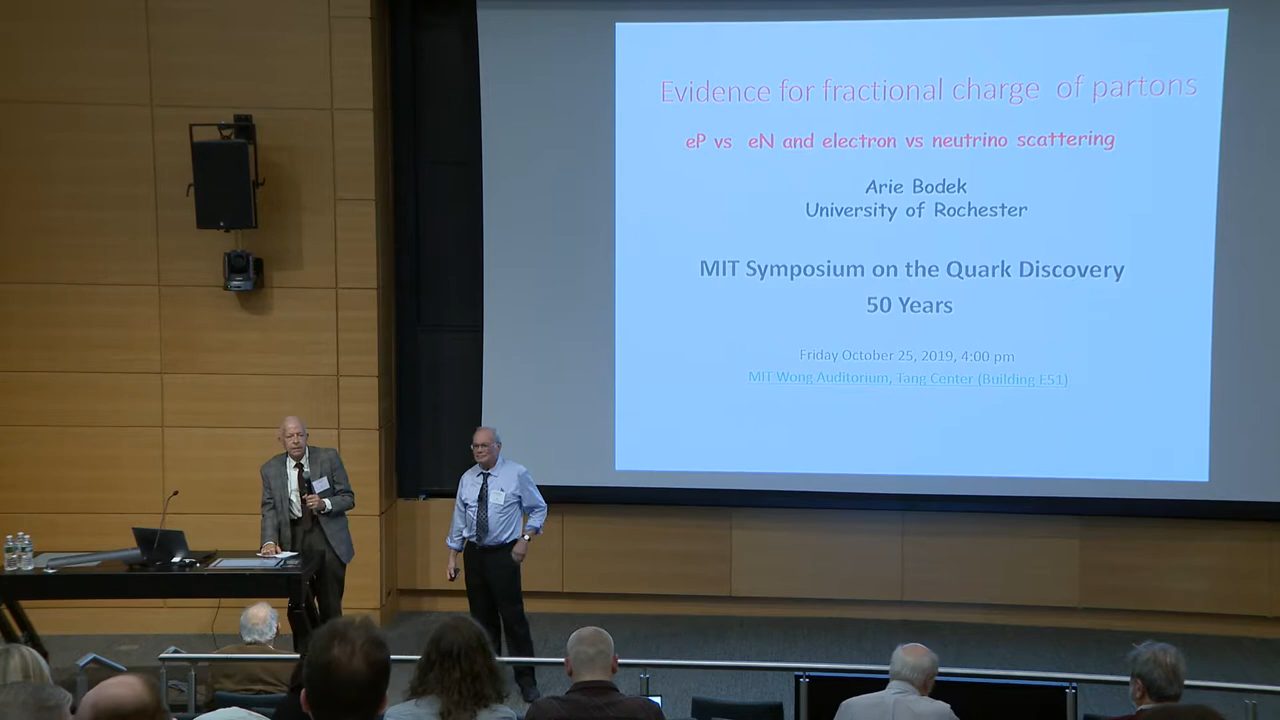 Evidence for fractional charge of partons
eP vs eN and electron vs neutrino scattering
Arie Bodek
University of Rochester
MIT Symposium on the Quark Discovery
50 Years
Friday October 25, 2019, 4:00 pm
MIT Wong Auditorium, Tang Center (Building E51)